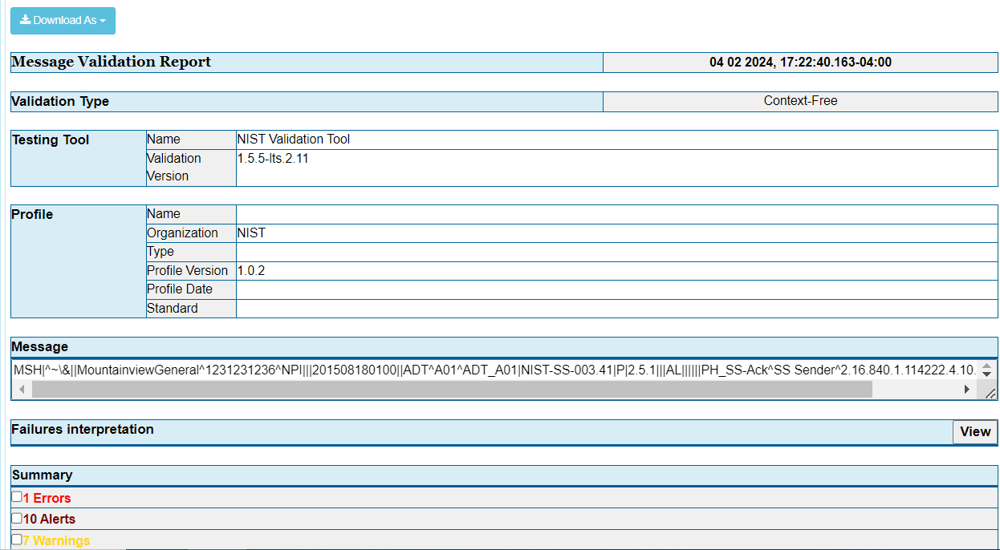 Download As
Message Validation Report 04 02 2024, 17:22:40.163-04:00
Validation Type Context-Free
Testing Tool Name NIST Validation Tool
Validation Version 1.5.5-lts.2.11
Profile Name
Organization NIST
Type
Profile Version 1.0.2
Profile Date
Standard
Message
MSH|^~\&||MountainviewGeneral^1231231236^NPI|||201508180100||ADT^A01^ADT_A01|NIST-SS-003.41|P|2.5.1|||AL||||||PH_SS-Ack^SS Sender^2.16.840.1.114222.4.10.
Failures interpretation View
Summary
1 Errors
10 Alerts
7 Warnings